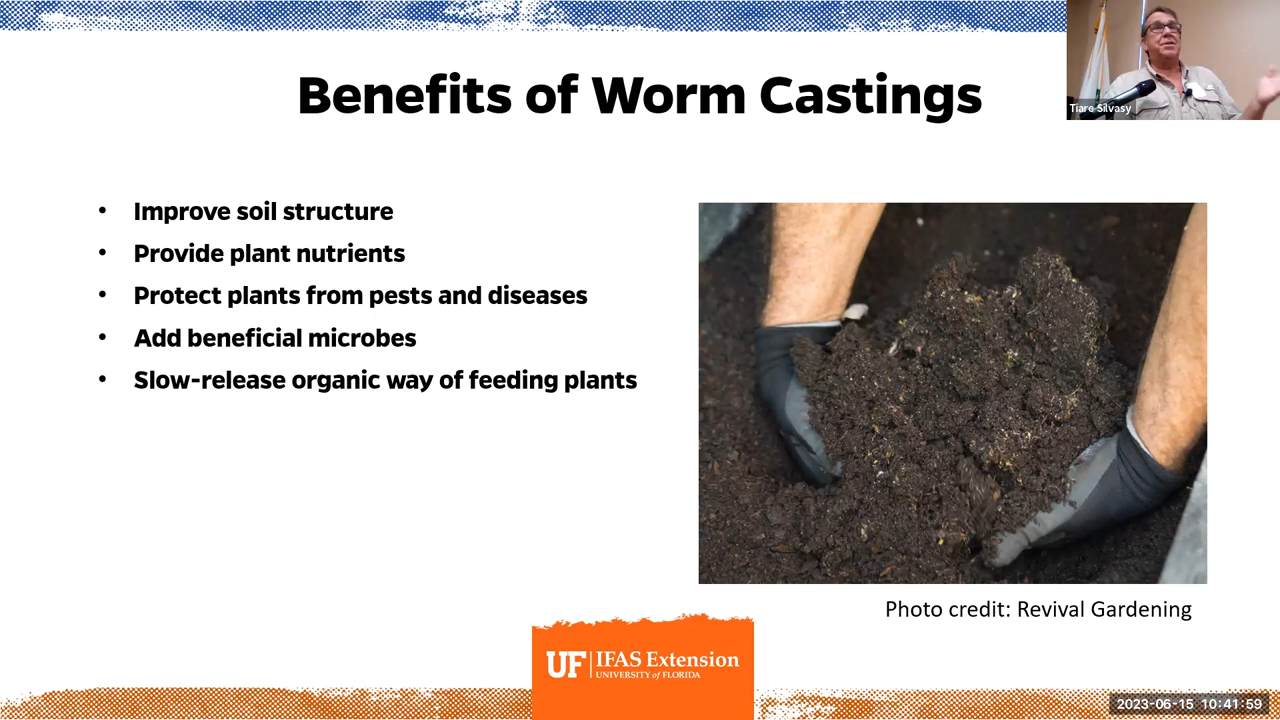 Benefits of Worm Castings
Tiare Silvasy
• Improve soil structure
• Provide plant nutrients
• Protect plants from pests and diseases
• Add beneficial microbes
• Slow-release organic way of feeding plants
Photo credit: Revival Gardening
UF IFAS Extension
UNIVERSITY of FLORIDA
2023-06-15 10:41:59